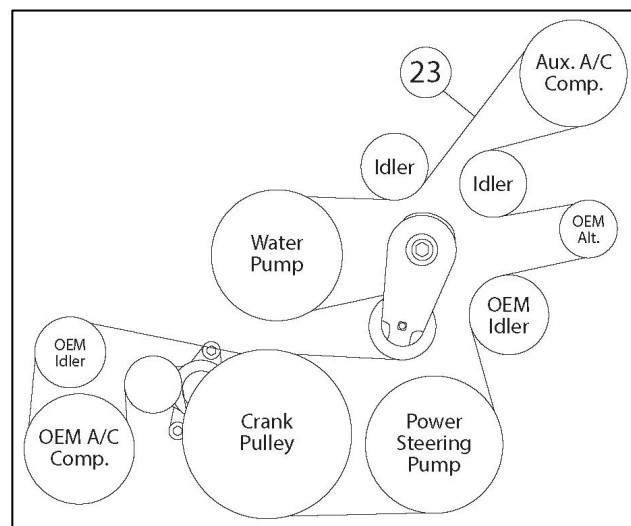 Aux. A/C
Comp.
23
Idler
Idler
OEM
Alt.
Water
Pump
OEM
Idler
OEM
Idler
OEM A/C
Comp.
Crank
Pulley
Power
Steering
Pump